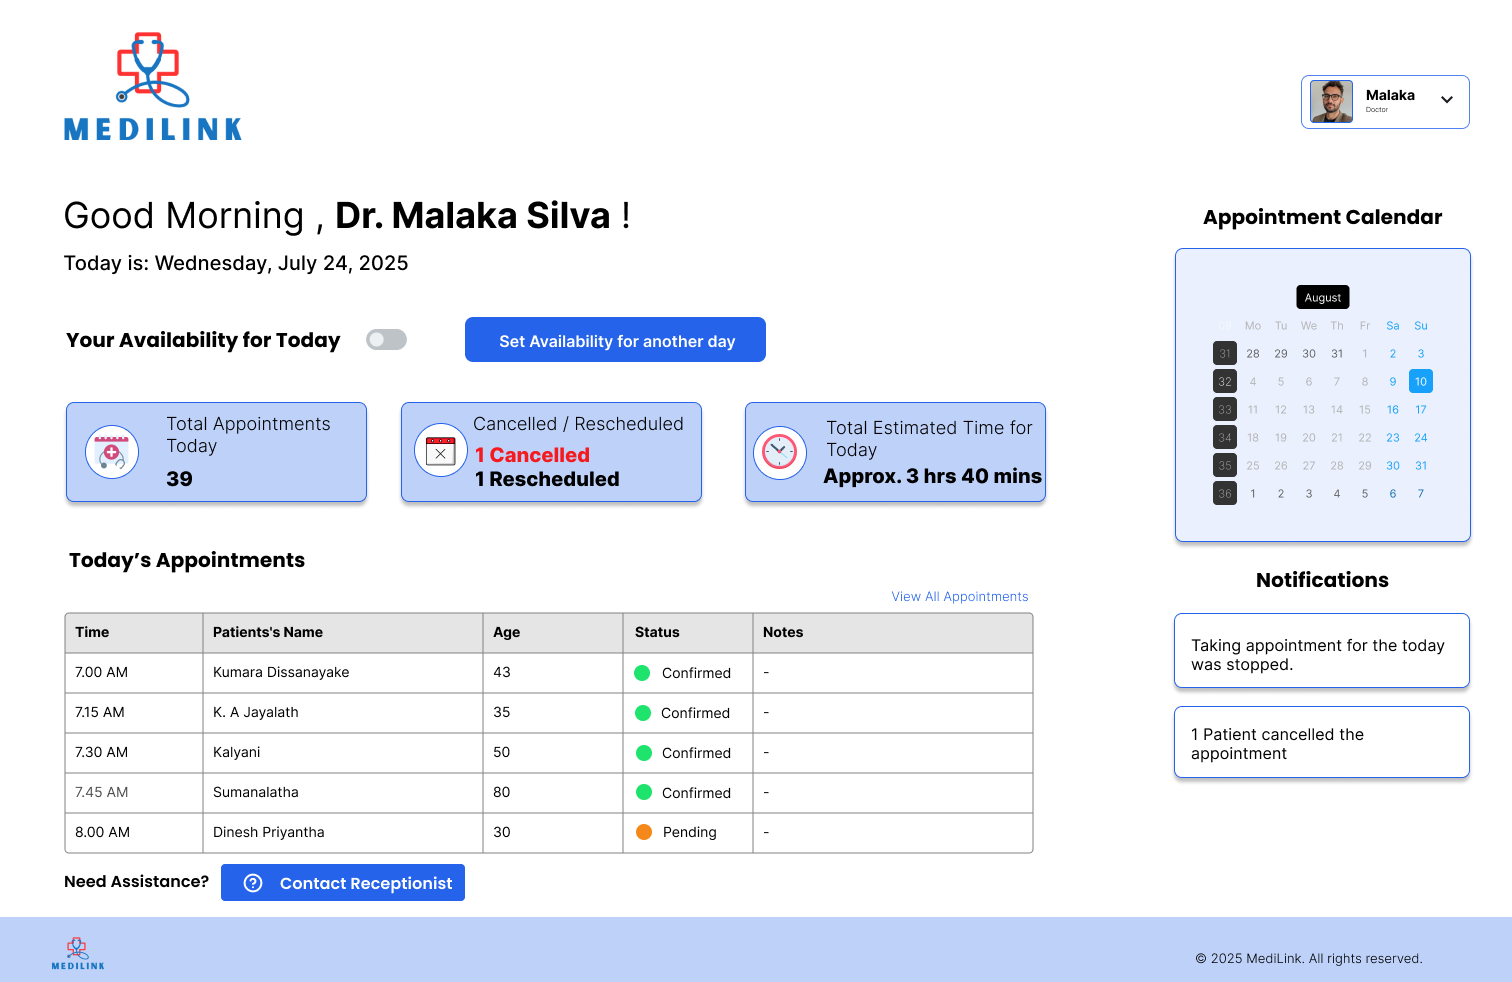 MEDILINK
Malaka
Doctor
Good Morning , Dr. Malaka Silva !
Today is: Wednesday, July 24, 2025
Your Availability for Today
Set Availability for another day
Total Appointments
Today
39
Cancelled / Rescheduled
1 Cancelled
1 Rescheduled
Total Estimated Time for
Today
Approx. 3 hrs 40 mins
Appointment Calendar
August
Mo Tu We Th Fr Sa Su
31 28 29 30 31 1 2 3
32 4 5 6 7 8 9 10
33 11 12 13 14 15 16 17
34 18 19 20 21 22 23 24
35 25 26 27 28 29 30 31
36 1 2 3 4 5 6 7
Today’s Appointments
View All Appointments
Time Patients's Name Age Status Notes
7.00 AM Kumara Dissanayake 43 Confirmed -
7.15 AM K. A Jayalath 35 Confirmed -
7.30 AM Kalyani 50 Confirmed -
7.45 AM Sumanalatha 80 Confirmed -
8.00 AM Dinesh Priyantha 30 Pending -
Notifications
Taking appointment for the today
was stopped.
1 Patient cancelled the
appointment
Need Assistance?
Contact Receptionist
MEDILINK
© 2025 MediLink. All rights reserved.